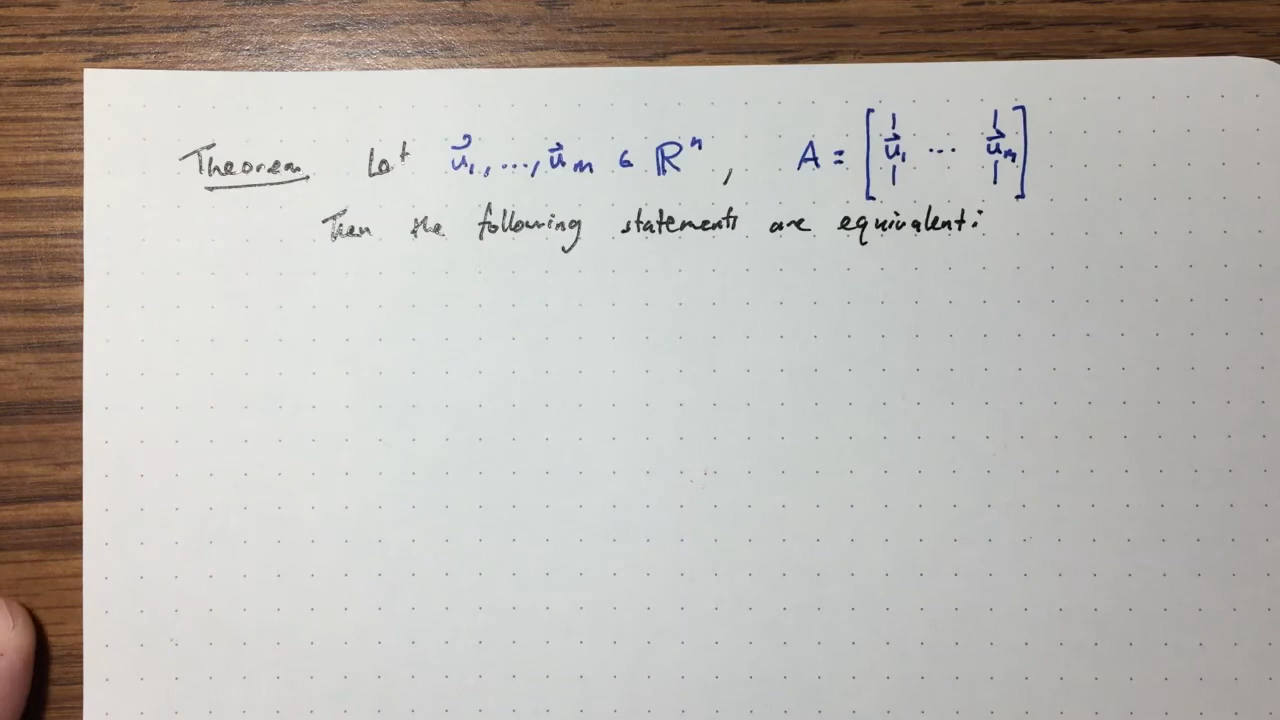 Theorem Let u⃗₁, ..., u⃗ₘ ∈ ℝⁿ, A = [u⃗₁ ... u⃗ₘ]
Then the following statements are equivalent: